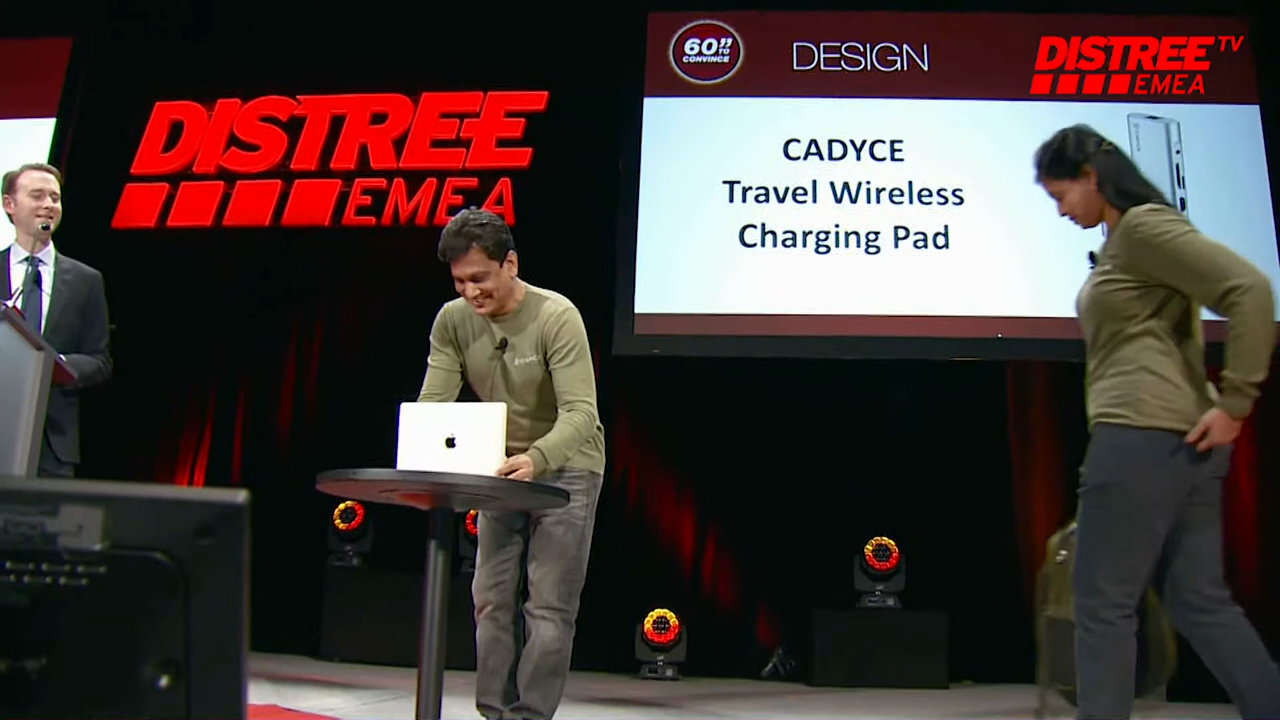 DISTREE
EMEA
60”
TO
CONVINCE
DESIGN
DISTREE TV
EMEA
CADYCE
Travel Wireless
Charging Pad